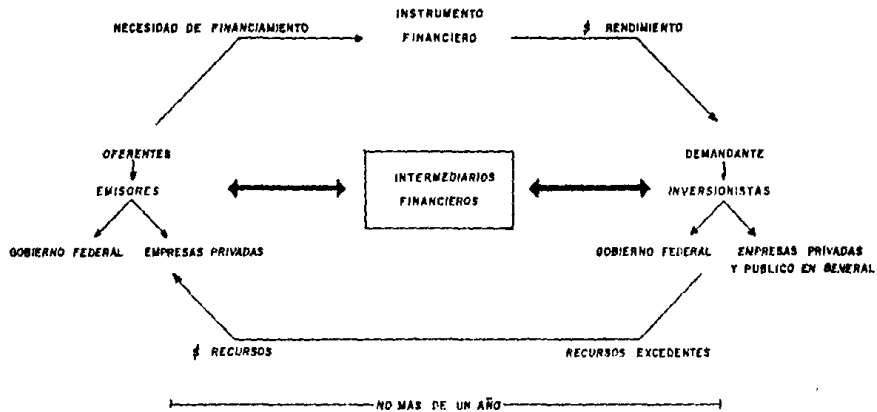 NECESIDAD DE FINANCIAMIENTO
INSTRUMENTO
FINANCIERO
$ RENDIMIENTO
OFERENTES
EMISORES
GOBIERNO FEDERAL
EMPRESAS PRIVADAS
INTERMEDIARIOS
FINANCIEROS
DEMANDANTE
INVERSIONISTAS
GOBIERNO FEDERAL
EMPRESAS PRIVADAS
Y PUBLICO EN GENERAL
$ RECURSOS
RECURSOS EXCEDENTES
NO MAS DE UN AÑO